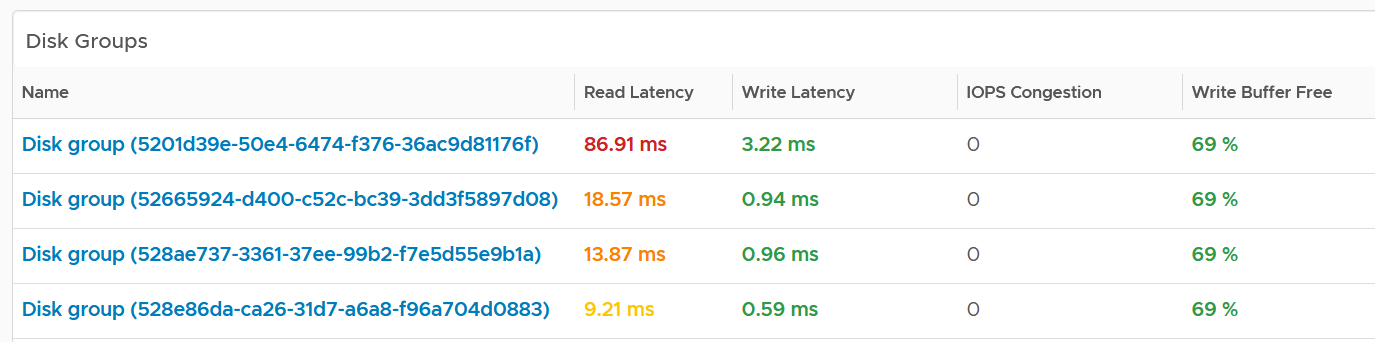 Disk Groups
Name Read Latency Write Latency IOPS Congestion Write Buffer Free
Disk group (5201d39e-50e4-6474-f376-36ac9d81176f) 86.91 ms 3.22 ms 0 69 %
Disk group (52665924-d400-c52c-bc39-3dd3f5897d08) 18.57 ms 0.94 ms 0 69 %
Disk group (528ae737-3361-37ee-99b2-f7e5d55e9b1a) 13.87 ms 0.96 ms 0 69 %
Disk group (528e86da-ca26-31d7-a6a8-f96a704d0883) 9.21 ms 0.59 ms 0 69 %